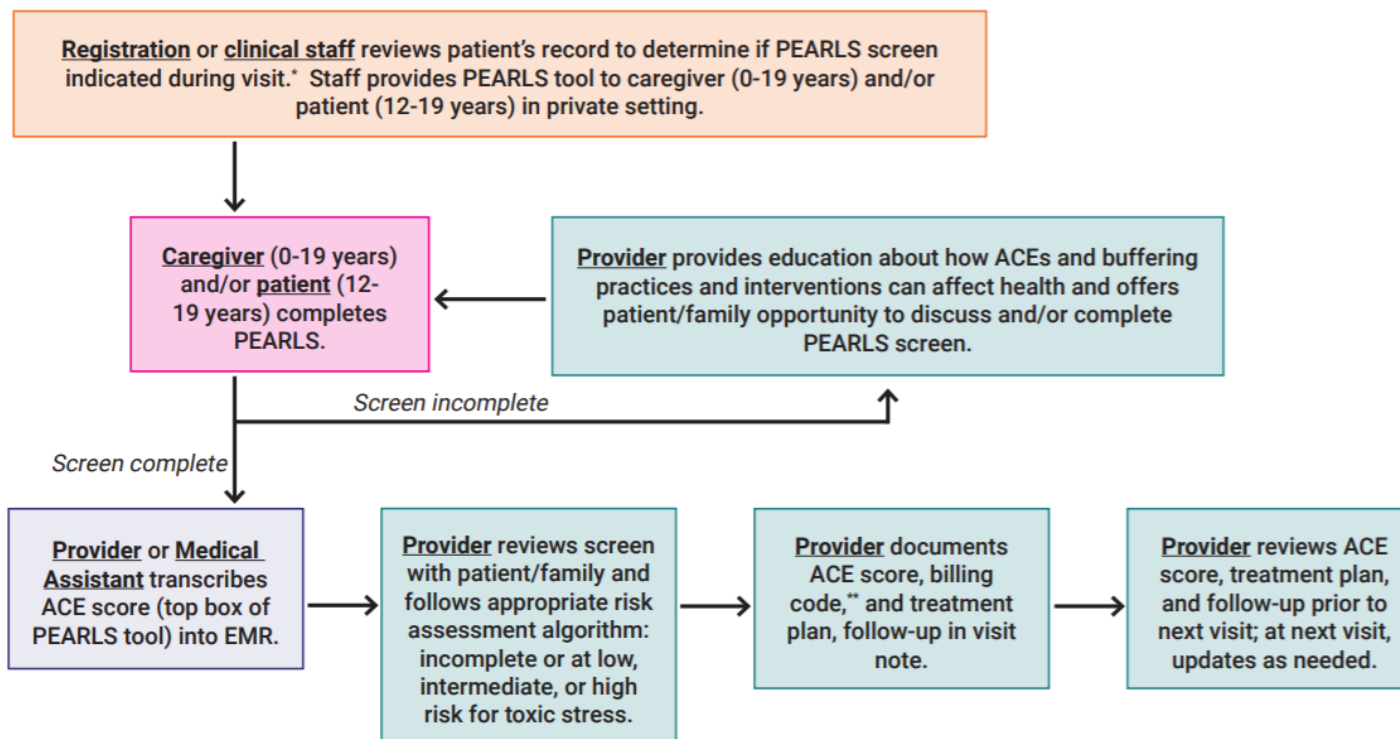 Registration or clinical staff reviews patient's record to determine if PEARLS screen
indicated during visit.* Staff provides PEARLS tool to caregiver (0-19 years) and/or
patient (12-19 years) in private setting.
Caregiver (0-19 years)
and/or patient (12-
19 years) completes
PEARLS.
Provider provides education about how ACEs and buffering
practices and interventions can affect health and offers
patient/family opportunity to discuss and/or complete
PEARLS screen.
Screen incomplete
Screen complete
Provider or Medical
Assistant transcribes
ACE score (top box of
PEARLS tool) into EMR.
Provider reviews screen
with patient/family and
follows appropriate risk
assessment algorithm:
incomplete or at low,
intermediate, or high
risk for toxic stress.
Provider documents
ACE score, billing
code,** and treatment
plan, follow-up in visit
note.
Provider reviews ACE
score, treatment plan,
and follow-up prior to
next visit; at next visit,
updates as needed.